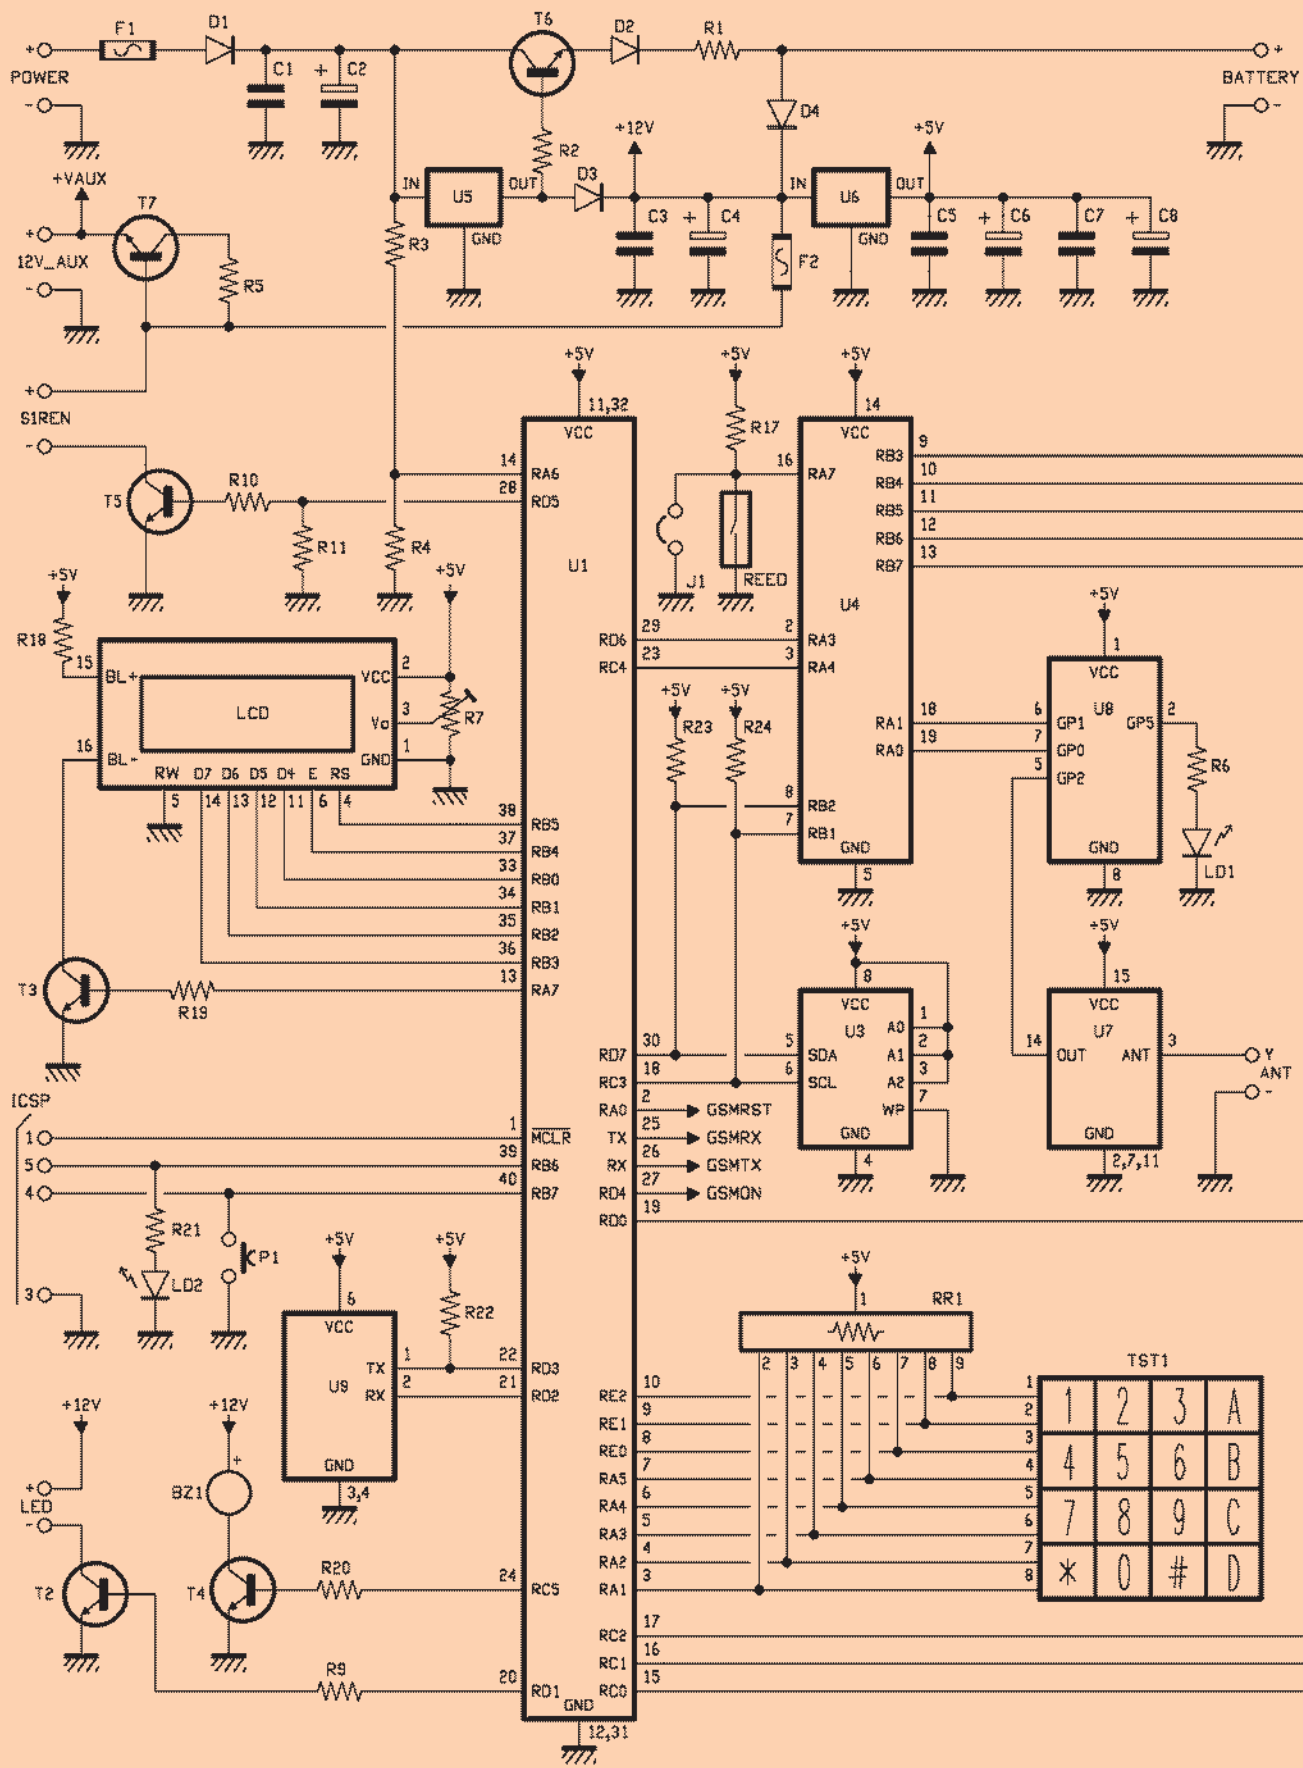 F1 D1 T6 D2 R1
+ +
POWER C1 + C2 BATTERY
- D4 -
+12V +5V
R2
+VAUX D3
T7 IN U5 OUT IN U6 OUT
+ R3 GND C3 + C4 GND C5 + C6 C7 + C8
12V_AUX F2
- R5
+5V +5V +5V
+ 11,32 14
SIREN VCC R17 VCC
- 9
RB3
14 RA6 16 RA7 10
RB4
R10 28 RD5 11
T5 RB5
12
RB6
R11 R4 13
U1 RB7
+5V +5V J1 REED +5V
U4
R18 29 2
RD6 RA3 1
15 BL+ VCC 2 23 3 VCC
RC4 RA4
LCD Vo 3 R7 +5V +5V U8
18 6 GP1 GP5 2
RA1
16 BL- GND 1 R23 R24 19 7 GP0
RA0
5 GP2 R6
RW D7 D6 D5 D4 E RS
5 14 13 12 11 6 4 8 RB2
38 RB5 7 RB1
37 RB4 GND GND
33 RB0 5 8 LD1
34 RB1
35 RB2 +5V +5V
36 RB3 8 15
T3 13 RA7 VCC VCC
R19 U3 A0 1 U7
30 5 2 14 3 Y
RD7 SDA A1 OUT ANT
18 6 3 ANT
RC3 SCL A2
ICSP 2 7 -
RA0 GSMRST WP
1 1 MCLR 25 TX GSMRX GND GND
5 39 RB6 26 RX GSMTX 4 2,7,11
4 40 RB7 27 RD4 GSMON
19
R21 RD0
P1 +5V +5V
+5V
3 LD2 6 1 RR1
VCC R22
TX 1 22 RD3 2 3 4 5 6 7 8 9 TST1
U9
RX 2 21 RD2 10 RE2 1
+12V +12V 9 RE1 2 1 2 3 A
8 RE0 3
GND 7 RA5 4 4 5 6 B
+ + 3,4
LED BZ1 6 RA4 5
- 5 RA3 6 7 8 9 C
4 RA2 7
R20 24 RC5 3 RA1 8 * 0 # D
T2 T4
17
RC2
16
RC1
R9 20 RD1 15
RC0
GND
12,31